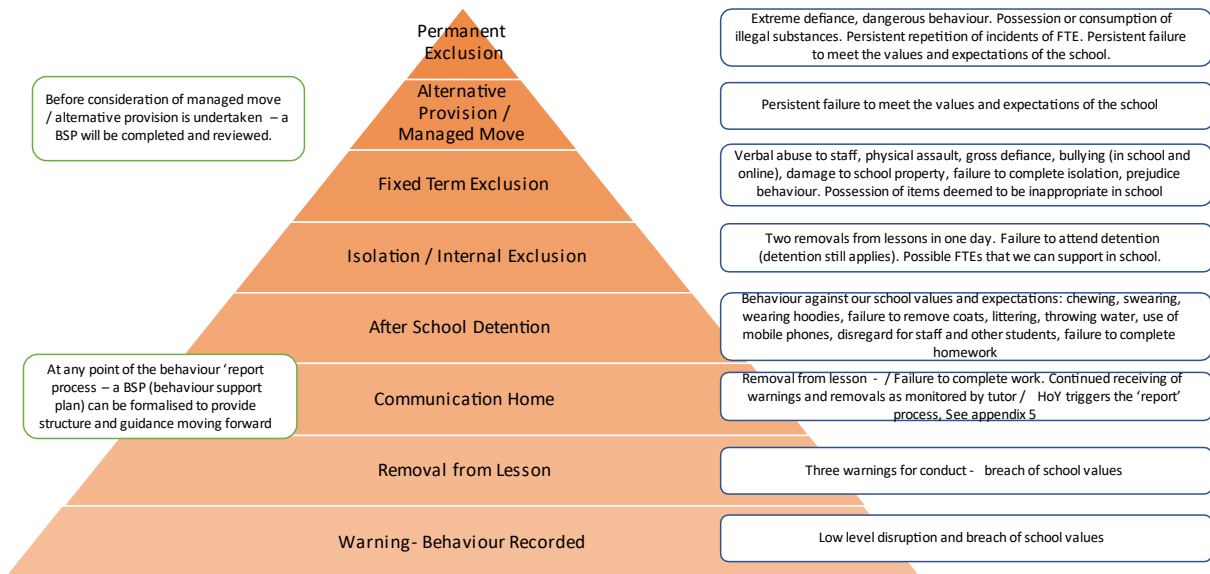 Permanent
Exclusion
Extreme defiance, dangerous behaviour. Possession or consumption of
illegal substances. Persistent repetition of incidents of FTE. Persistent failure
to meet the values and expectations of the school.
Before consideration of managed move
/ alternative provision is undertaken – a
BSP will be completed and reviewed.
Alternative
Provision /
Managed Move
Persistent failure to meet the values and expectations of the school
Fixed Term Exclusion
Verbal abuse to staff, physical assault, gross defiance, bullying (in school and
online), damage to school property, failure to complete isolation, prejudice
behaviour. Possession of items deemed to be inappropriate in school
Isolation / Internal Exclusion
Two removals from lessons in one day. Failure to attend detention
(detention still applies). Possible FTEs that we can support in school.
After School Detention
Behaviour against our school values and expectations: chewing, swearing,
wearing hoodies, failure to remove coats, littering, throwing water, use of
mobile phones, disregard for staff and other students, failure to complete
homework
At any point of the behaviour ‘report
process – a BSP (behaviour support
plan) can be formalised to provide
structure and guidance moving forward
Communication Home
Removal from lesson - / Failure to complete work. Continued receiving of
warnings and removals as monitored by tutor / HoY triggers the ‘report’
process, See appendix 5
Removal from Lesson
Three warnings for conduct - breach of school values
Warning- Behaviour Recorded
Low level disruption and breach of school values